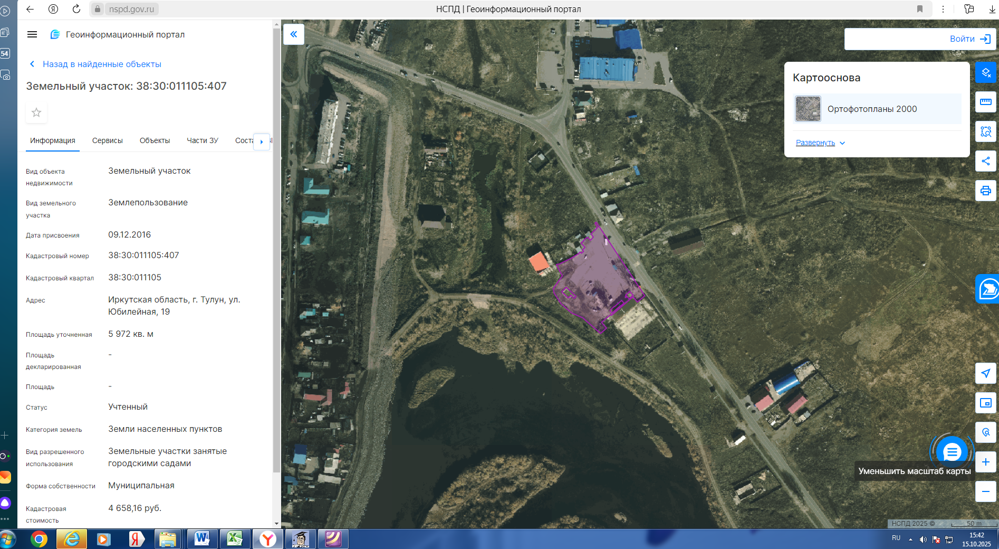 nspd.gov.ru
НСПД | Геоинформационный портал
54
Геоинформационный портал
Войти
Назад в найденные объекты
Земельный участок: 38:30:011105:407
Картооснова
Ортофотопланы 2000
Развернуть
Информация
Сервисы
Объекты
Части ЗУ
Вид объекта недвижимости
Земельный участок
Вид земельного участка
Землепользование
Дата присвоения
09.12.2016
Кадастровый номер
38:30:011105:407
Кадастровый квартал
38:30:011105
Адрес
Иркутская область, г. Тулун, ул.
Юбилейная, 19
Площадь уточненная
5 972 кв. м
Площадь декларированная
-
Площадь
-
Статус
Учтенный
Категория земель
Земли населенных пунктов
Вид разрешенного использования
Земельные участки занятые
городскими садами
Форма собственности
Муниципальная
Кадастровая стоимость
4 658,16 руб.
Уменьшить масштаб карты
НСПД 2025 ©
50 m
RU
15:42
15.10.2025